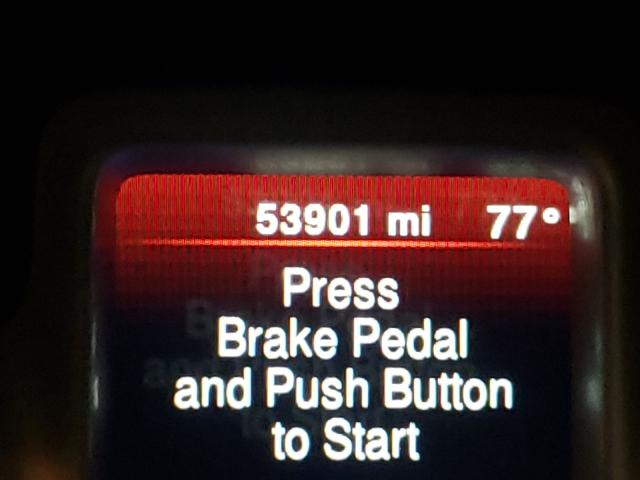 53901 mi 77°
Press
Brake Pedal
and Push Button
to Start